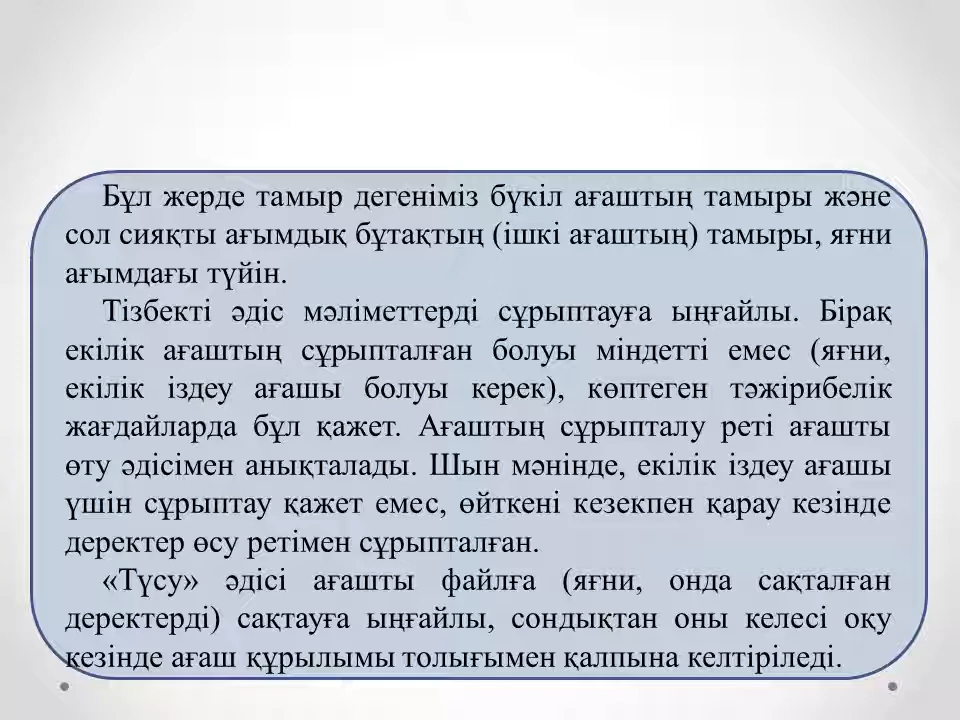 Бұл жерде тамыр дегеніміз бүкіл ағаштың тамыры және
сол сияқты ағымдық бұтақтың (ішкі ағаштың) тамыры, яғни
ағымдағы түйін.
Тізбекті әдіс мәліметтерді сұрыптауға ыңғайлы. Бірақ
екілік ағаштың сұрыпталған болуы міндетті емес (яғни,
екілік іздеу ағашы болуы керек), көптеген тәжірибелік
жағдайларда бұл қажет. Ағаштың сұрыпталу реті ағашты
өту әдісімен анықталады. Шын мәнінде, екілік іздеу ағашы
үшін сұрыптау қажет емес, өйткені кезекпен қарау кезінде
деректер өсу ретімен сұрыпталған.
«Түсу» әдісі ағашты файлға (яғни, онда сақталған
деректерді) сақтауға ыңғайлы, сондықтан оны келесі оқу
кезінде ағаш құрылымы толығымен қалпына келтіріледі.